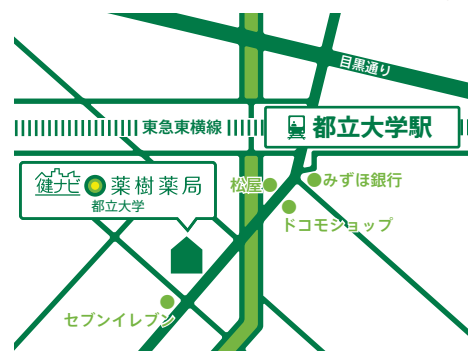 目黒通り
東急東横線
都立大学駅
健ナビ 薬樹薬局
都立大学
松屋
みずほ銀行
ドコモショップ
セブンイレブン